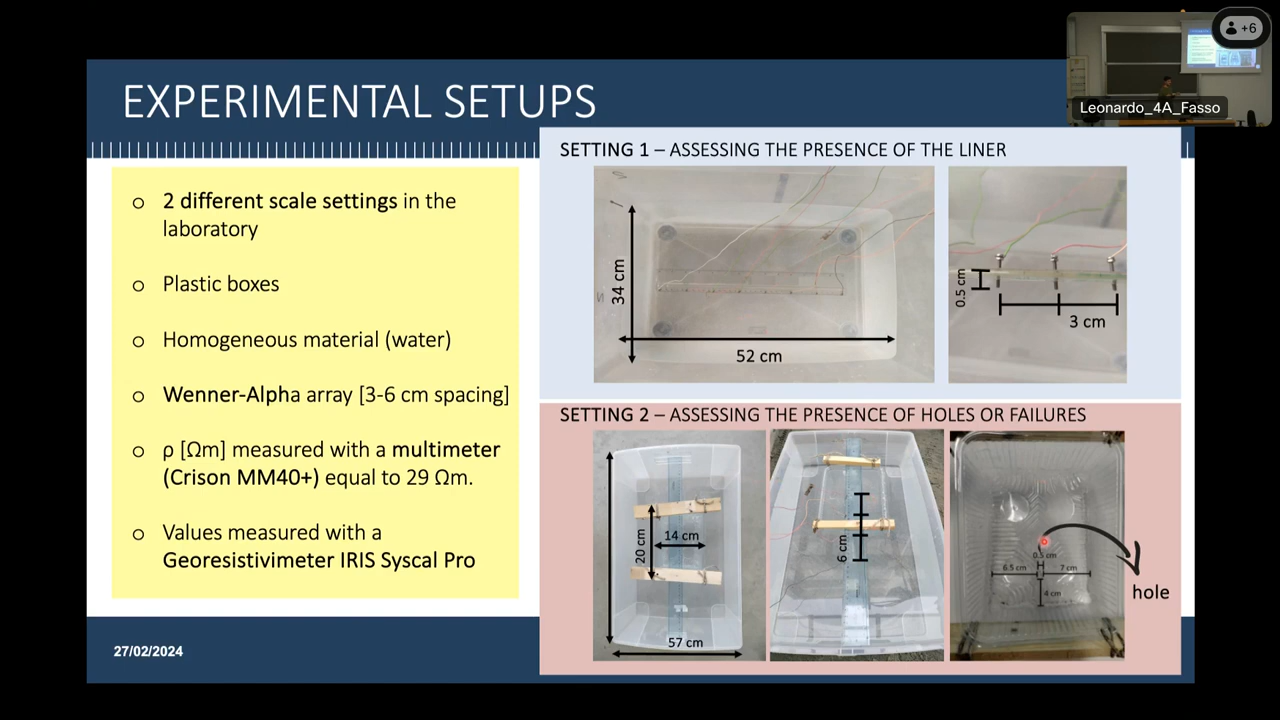 +6
Leonardo_4A_Fasso
EXPERIMENTAL SETUPS
o 2 different scale settings in the
laboratory
o Plastic boxes
o Homogeneous material (water)
o Wenner-Alpha array [3-6 cm spacing]
o ρ [Ωm] measured with a multimeter
(Crison MM40+) equal to 29 Ωm.
o Values measured with a
Georesistivimeter IRIS Syscal Pro
27/02/2024
SETTING 1 – ASSESSING THE PRESENCE OF THE LINER
34 cm
52 cm
0.5 cm
3 cm
SETTING 2 – ASSESSING THE PRESENCE OF HOLES OR FAILURES
20 cm
14 cm
57 cm
6 cm
0.5 cm
6.5 cm
7 cm
4 cm
hole